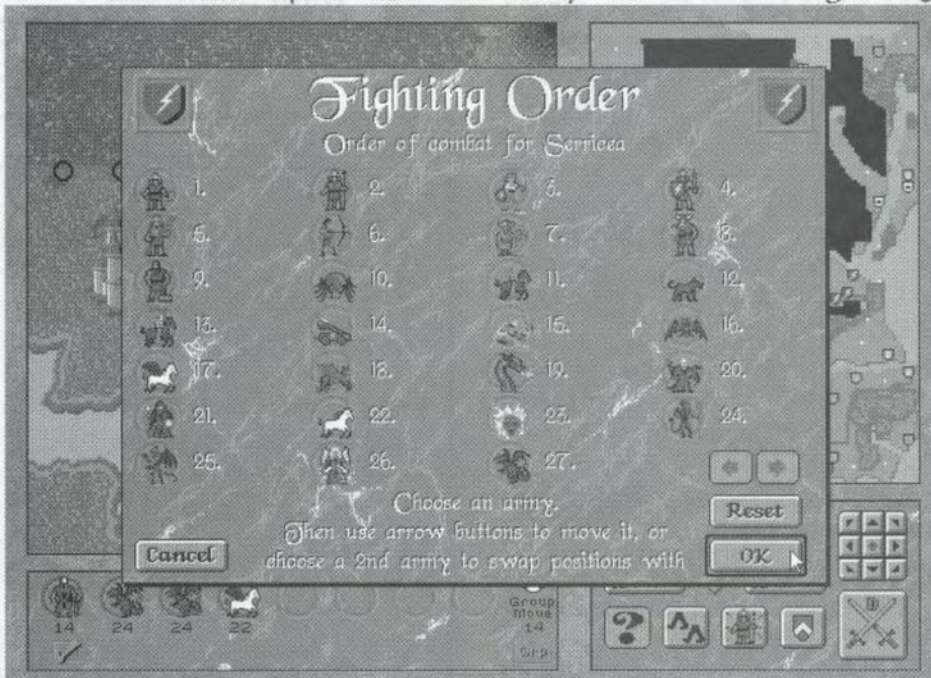 Fighting Order
Order of combat for Serricea
1. 2. 3. 4.
5. 6. 7. 8.
9. 10. 11. 12.
13. 14. 15. 16.
17. 18. 19. 20.
21. 22. 23. 24.
25. 26. 27.
Choose an army.
Then use arrow buttons to move it, or
choose a 2nd army to swap positions with
Reset
Cancel
OK
14 24 24 22
Group
Move
14
Grp
?